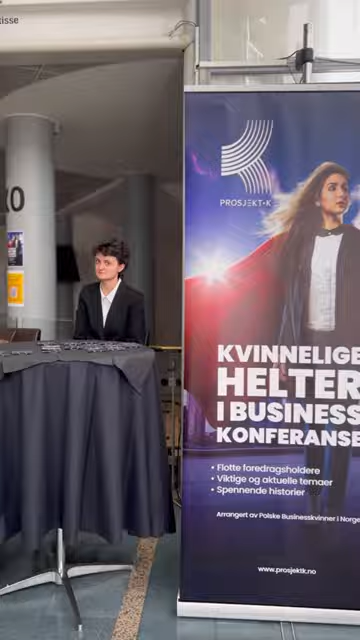 tisse
PROSJEKT-K
KVINNELIGE
HELTER
I BUSINESS
KONFERANSE
• Flotte foredragsholdere
• Viktige og aktuelle temaer
• Spennende historier
Arrangert av Polske Businesskvinner i Norge
www.prosjektk.no